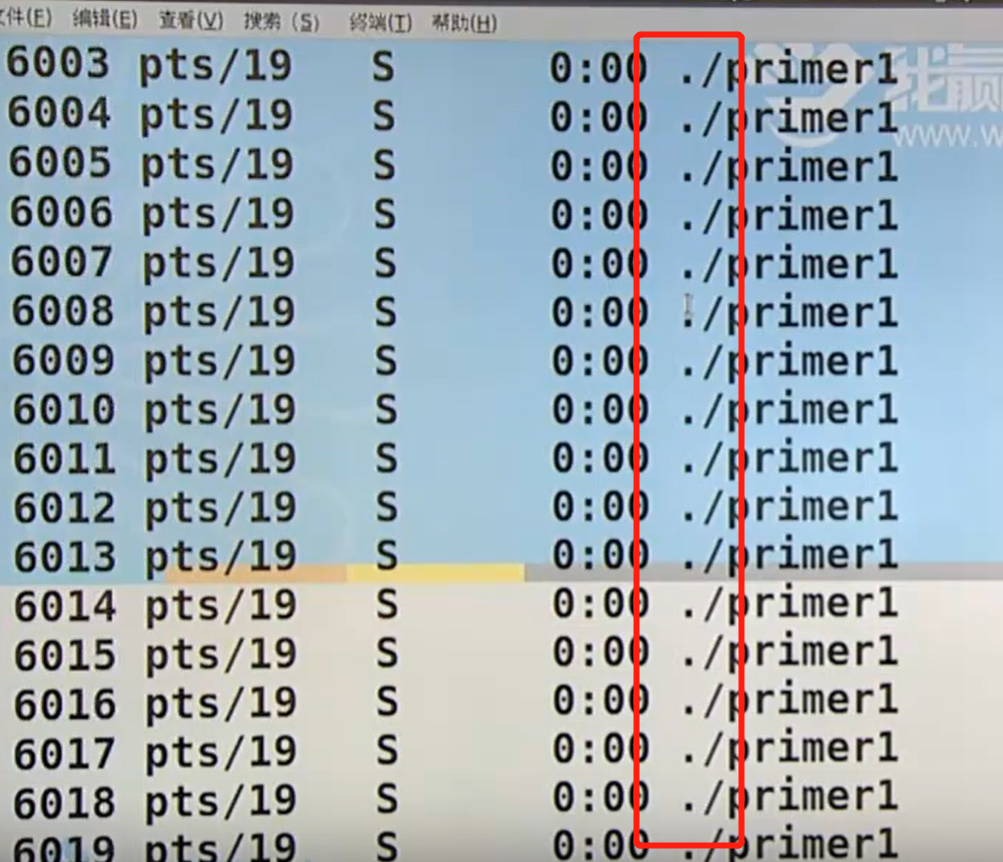 文件(E) 编辑(E) 查看(V) 搜索(S) 终端(T) 帮助(H)
6003 pts/19 S 0:00 ./primer1
我赢
6004 pts/19 S 0:00 ./primer1
www.w
6005 pts/19 S 0:00 ./primer1
6006 pts/19 S 0:00 ./primer1
6007 pts/19 S 0:00 ./primer1
6008 pts/19 S 0:00 ./primer1
6009 pts/19 S 0:00 ./primer1
6010 pts/19 S 0:00 ./primer1
6011 pts/19 S 0:00 ./primer1
6012 pts/19 S 0:00 ./primer1
6013 pts/19 S 0:00 ./primer1
6014 pts/19 S 0:00 ./primer1
6015 pts/19 S 0:00 ./primer1
6016 pts/19 S 0:00 ./primer1
6017 pts/19 S 0:00 ./primer1
6018 pts/19 S 0:00 ./primer1
6019 pts/19 S 0:00 ./primer1